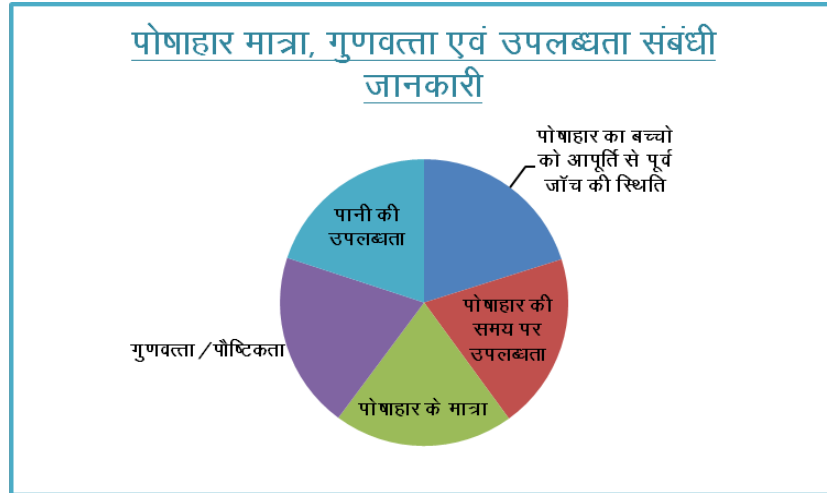 पोषाहार मात्रा, गुणवत्ता एवं उपलब्धता संबंधी
जानकारी
पोषाहार का बच्चो
को आपूर्ति से पूर्व
जॉच की स्थिति
पानी की
उपलब्धता
पोषाहार की
समय पर
उपलब्धता
गुणवत्ता /पौष्टिकता
पोषाहार के मात्रा